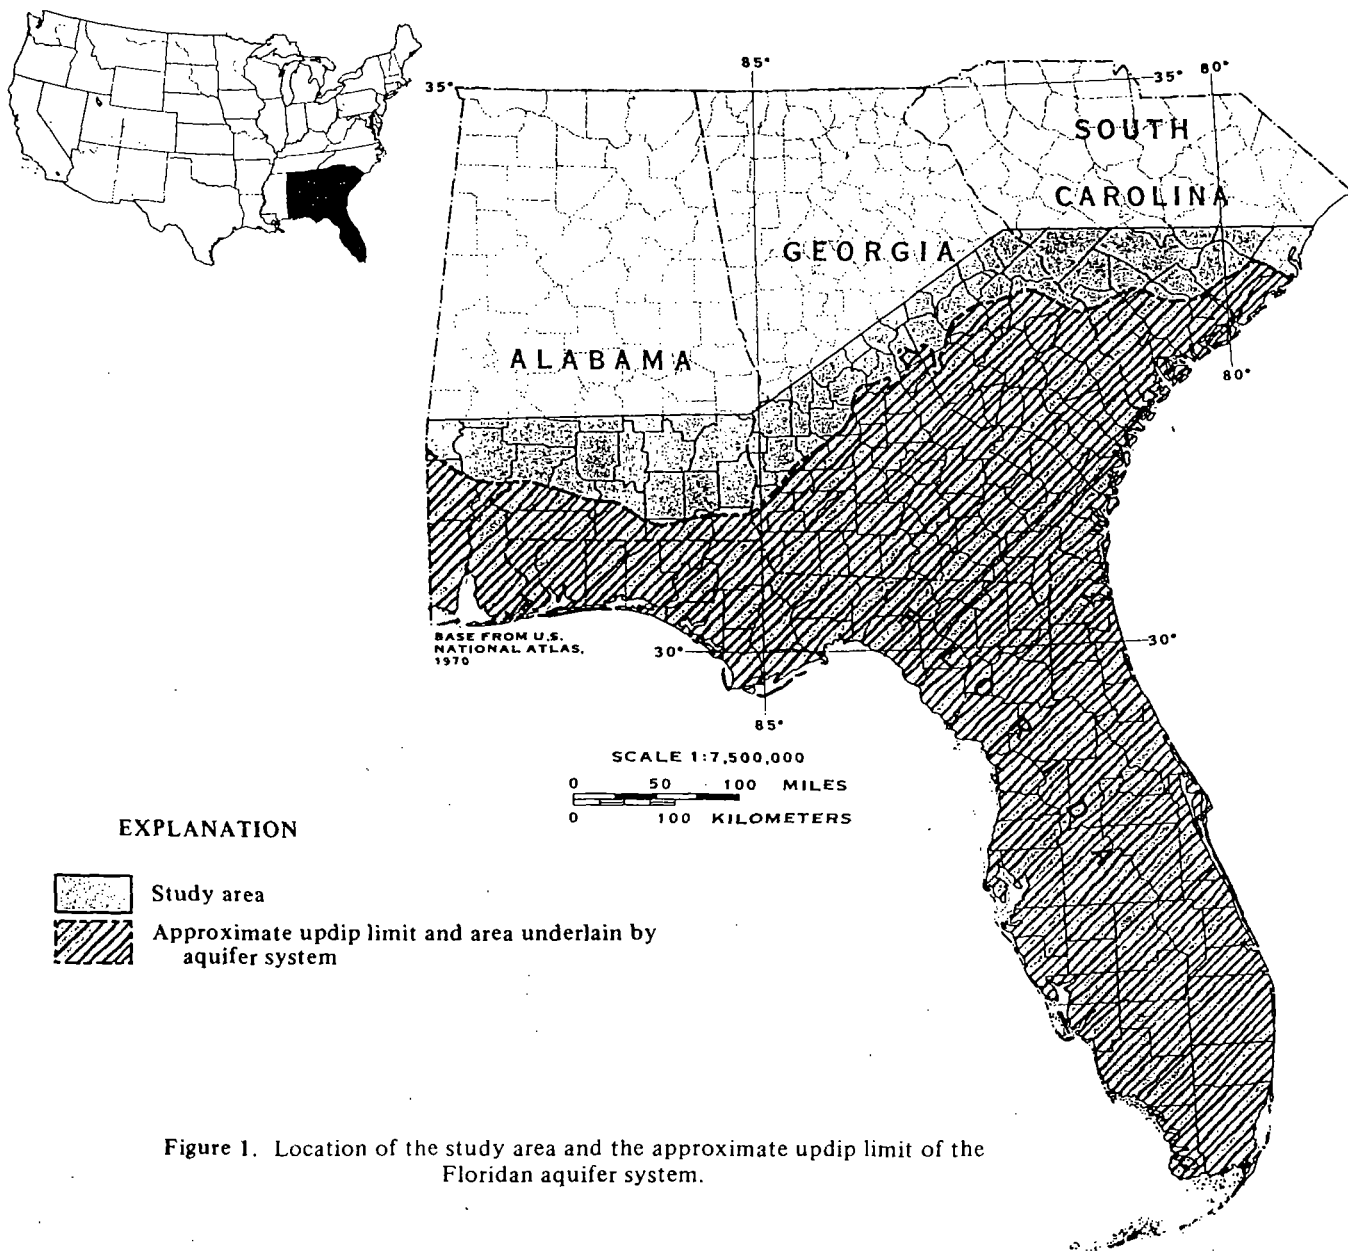 35°
85°
35°
80°
SOUTH
CAROLINA
GEORGIA
ALABAMA
80°
BASE FROM U.S.
NATIONAL ATLAS,
1970
30°
30°
85°
FLORIDA
SCALE 1:7,500,000
0 50 100 MILES
0 100 KILOMETERS
EXPLANATION
Study area
Approximate updip limit and area underlain by
aquifer system
Figure 1. Location of the study area and the approximate updip limit of the
Floridan aquifer system.